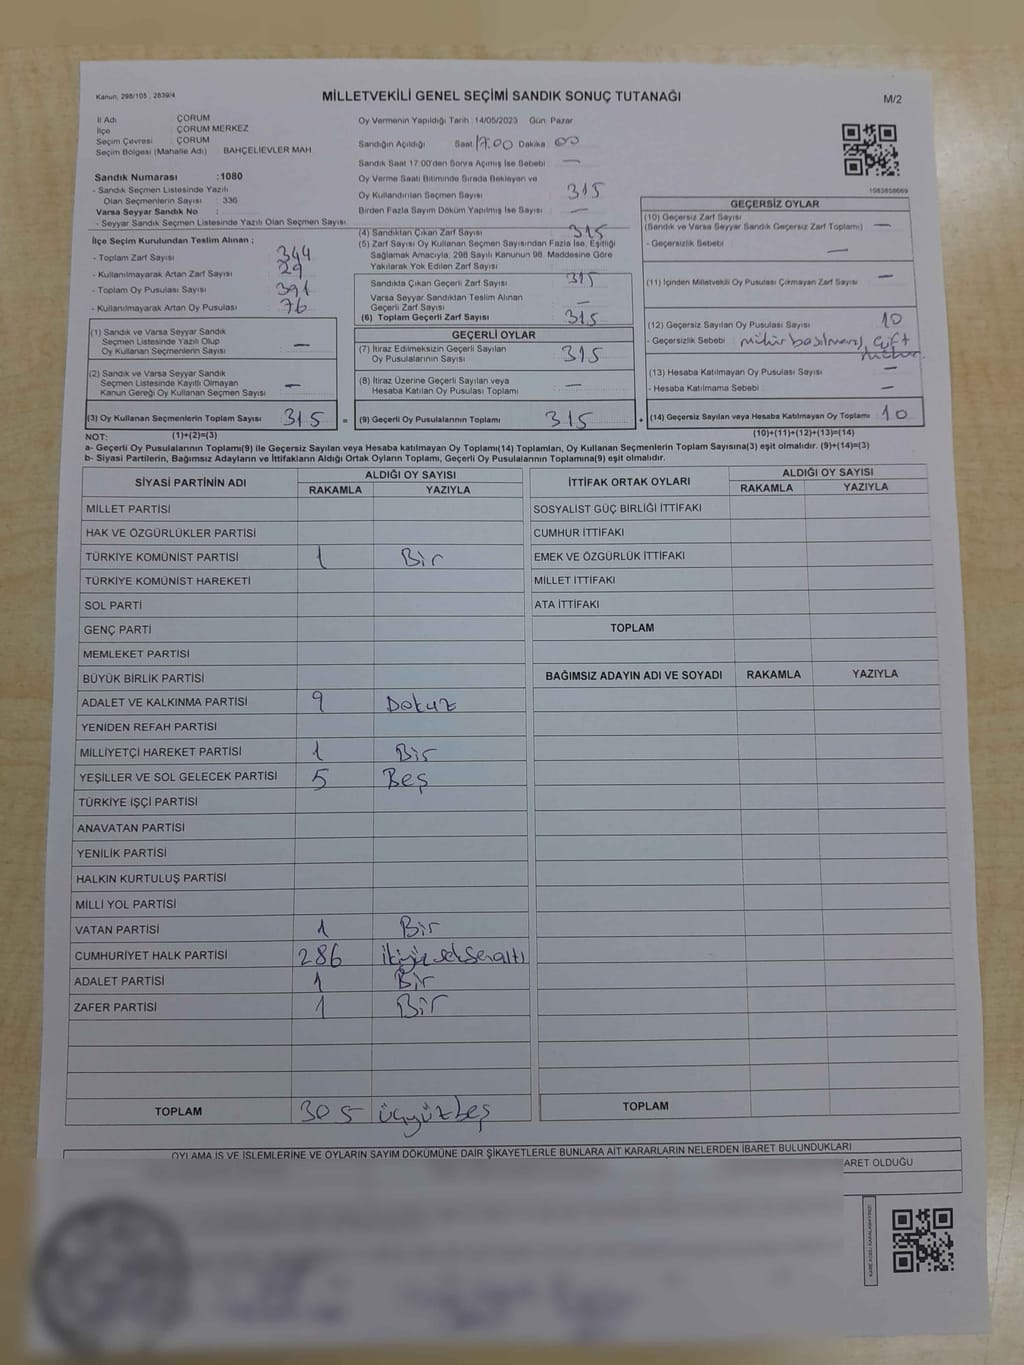 Kanun, 298/105 , 2839/4
MİLLETVEKİLİ GENEL SEÇİMİ SANDIK SONUÇ TUTANAĞI
M/2
İl Adı : ÇORUM
İlçe : ÇORUM MERKEZ
Seçim Çevresi : ÇORUM
Seçim Bölgesi (Mahalle Adı) : BAHÇELİEVLER MAH
Sandık Numarası :1080
- Sandık Seçmen Listesinde Yazılı
Olan Seçmenlerin Sayısı : 336
Varsa Seyyar Sandık No :
- Seyyar Sandık Seçmen Listesinde Yazılı Olan Seçmen Sayısı:
Oy Vermenin Yapıldığı Tarih :14/05/2023 Gün: Pazar
Sandığın Açıldığı Saat 17:00 Dakika: 00
Sandık Saat 17:00'den Sonra Açılmış İse Sebebi: —
Oy Verme Saati Bitiminde Sırada Bekleyen ve
Oy Kullandırılan Seçmen Sayısı 315
Birden Fazla Sayım Döküm Yapılmış İse Sayısı : —
1083858669
İlçe Seçim Kurulundan Teslim Alınan ;
- Toplam Zarf Sayısı : 344
- Kullanılmayarak Artan Zarf Sayısı : 29
- Toplam Oy Pusulası Sayısı : 391
- Kullanılmayarak Artan Oy Pusulası : 76
(4) Sandıktan Çıkan Zarf Sayısı : 315
(5) Zarf Sayısı Oy Kullanan Seçmen Sayısından Fazla İse, Eşitliği
Sağlamak Amacıyla, 298 Sayılı Kanunun 98. Maddesine Göre
Yakılarak Yok Edilen Zarf Sayısı
Sandıkta Çıkan Geçerli Zarf Sayısı : 315
Varsa Seyyar Sandıktan Teslim Alınan
Geçerli Zarf Sayısı : —
(6) Toplam Geçerli Zarf Sayısı : 315
GEÇERSİZ OYLAR
(10) Geçersiz Zarf Sayısı
(Sandık ve Varsa Seyyar Sandık Geçersiz Zarf Toplamı) : —
- Geçersizlik Sebebi : —
(11) İçinden Milletvekili Oy Pusulası Çıkmayan Zarf Sayısı : —
(12) Geçersiz Sayılan Oy Pusulası Sayısı : 10
- Geçersizlik Sebebi : mühür basılmamış, çift
mühür.
(13) Hesaba Katılmayan Oy Pusulası Sayısı : —
- Hesaba Katılmama Sebebi : —
(1) Sandık ve Varsa Seyyar Sandık
Seçmen Listesinde Yazılı Olup
Oy Kullanan Seçmenlerin Sayısı : —
(2) Sandık ve Varsa Seyyar Sandık
Seçmen Listesinde Kayıtlı Olmayan
Kanun Gereği Oy Kullanan Seçmen Sayısı : —
GEÇERLİ OYLAR
(7) İtiraz Edilmeksizin Geçerli Sayılan
Oy Pusulalarının Sayısı : 315
(8) İtiraz Üzerine Geçerli Sayılan veya
Hesaba Katılan Oy Pusulası Toplamı : —
(3) Oy Kullanan Seçmenlerin Toplam Sayısı : 315 = (9) Geçerli Oy Pusulalarının Toplamı : 315 + (14) Geçersiz Sayılan veya Hesaba Katılmayan Oy Toplamı : 10
NOT: (1)+(2)=(3) (10)+(11)+(12)+(13)=(14)
a- Geçerli Oy Pusulalarının Toplamı(9) ile Geçersiz Sayılan veya Hesaba katılmayan Oy Toplamı(14) Toplamları, Oy Kullanan Seçmenlerin Toplam Sayısına(3) eşit olmalıdır. (9)+(14)=(3)
b- Siyasi Partilerin, Bağımsız Adayların ve İttifakların Aldığı Ortak Oyların Toplamı, Geçerli Oy Pusulalarının Toplamına(9) eşit olmalıdır.
SİYASİ PARTİNİN ADI ALDIĞI OY SAYISI
RAKAMLA YAZIYLA
MİLLET PARTİSİ
HAK VE ÖZGÜRLÜKLER PARTİSİ
TÜRKİYE KOMÜNİST PARTİSİ 1 Bir
TÜRKİYE KOMÜNİST HAREKETİ
SOL PARTİ
GENÇ PARTİ
MEMLEKET PARTİSİ
BÜYÜK BİRLİK PARTİSİ
ADALET VE KALKINMA PARTİSİ 9 Dokuz
YENİDEN REFAH PARTİSİ
MİLLİYETÇİ HAREKET PARTİSİ 1 Bir
YEŞİLLER VE SOL GELECEK PARTİSİ 5 Beş
TÜRKİYE İŞÇİ PARTİSİ
ANAVATAN PARTİSİ
YENİLİK PARTİSİ
HALKIN KURTULUŞ PARTİSİ
MİLLİ YOL PARTİSİ
VATAN PARTİSİ 1 Bir
CUMHURİYET HALK PARTİSİ 286 İkiyüzseksenaltı
ADALET PARTİSİ 1 Bir
ZAFER PARTİSİ 1 Bir
TOPLAM 305 üçyüzbeş
İTTİFAK ORTAK OYLARI ALDIĞI OY SAYISI
RAKAMLA YAZIYLA
SOSYALİST GÜÇ BİRLİĞİ İTTİFAKI
CUMHUR İTTİFAKI
EMEK VE ÖZGÜRLÜK İTTİFAKI
MİLLET İTTİFAKI
ATA İTTİFAKI
TOPLAM
BAĞIMSIZ ADAYIN ADI VE SOYADI RAKAMLA YAZIYLA
TOPLAM
OYLAMA İŞ VE İŞLEMLERİNE VE OYLARIN SAYIM DÖKÜMÜNE DAİR ŞİKAYETLERLE BUNLARA AİT KARARLARIN NELERDEN İBARET BULUNDUKLARI
ARET OLDUĞU